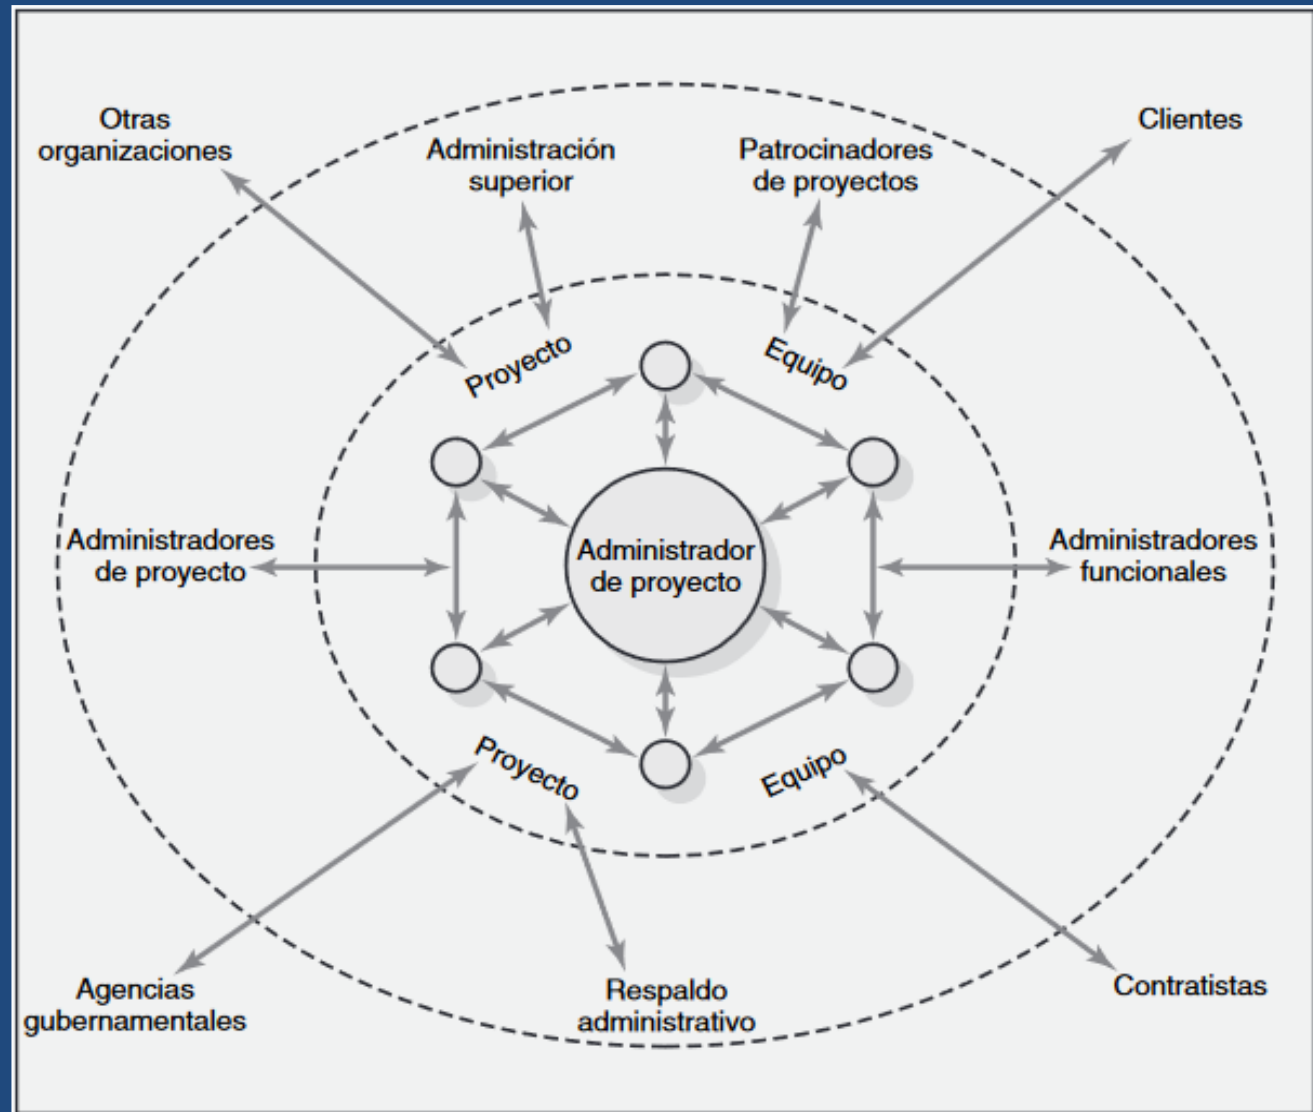 Otras
organizaciones
Administración
superior
Patrocinadores
de proyectos
Clientes
Proyecto
Equipo
Administradores
de proyecto
Administrador
de proyecto
Administradores
funcionales
Proyecto
Equipo
Agencias
gubernamentales
Respaldo
administrativo
Contratistas